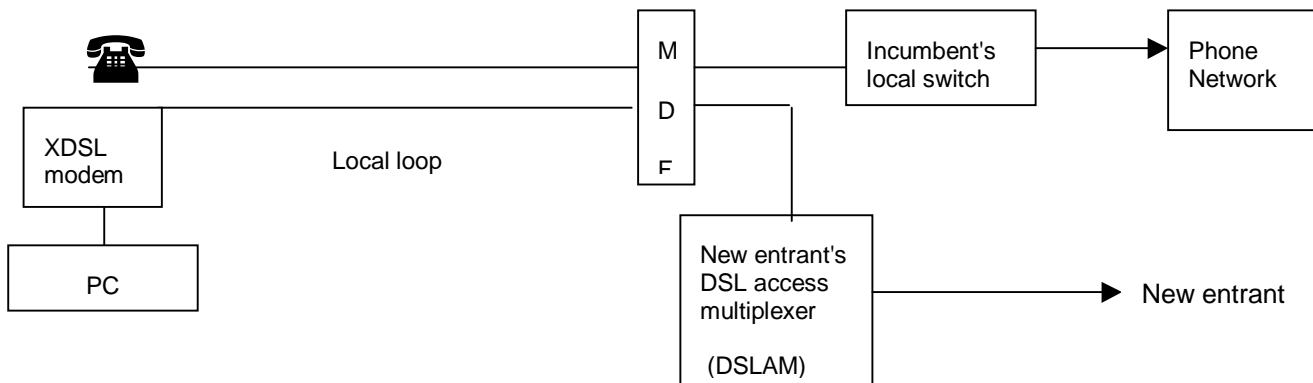 M
D
F
Incumbent's
local switch
Phone
Network
XDSL
modem
Local loop
PC
New entrant's
DSL access
multiplexer
(DSLAM)
New entrant